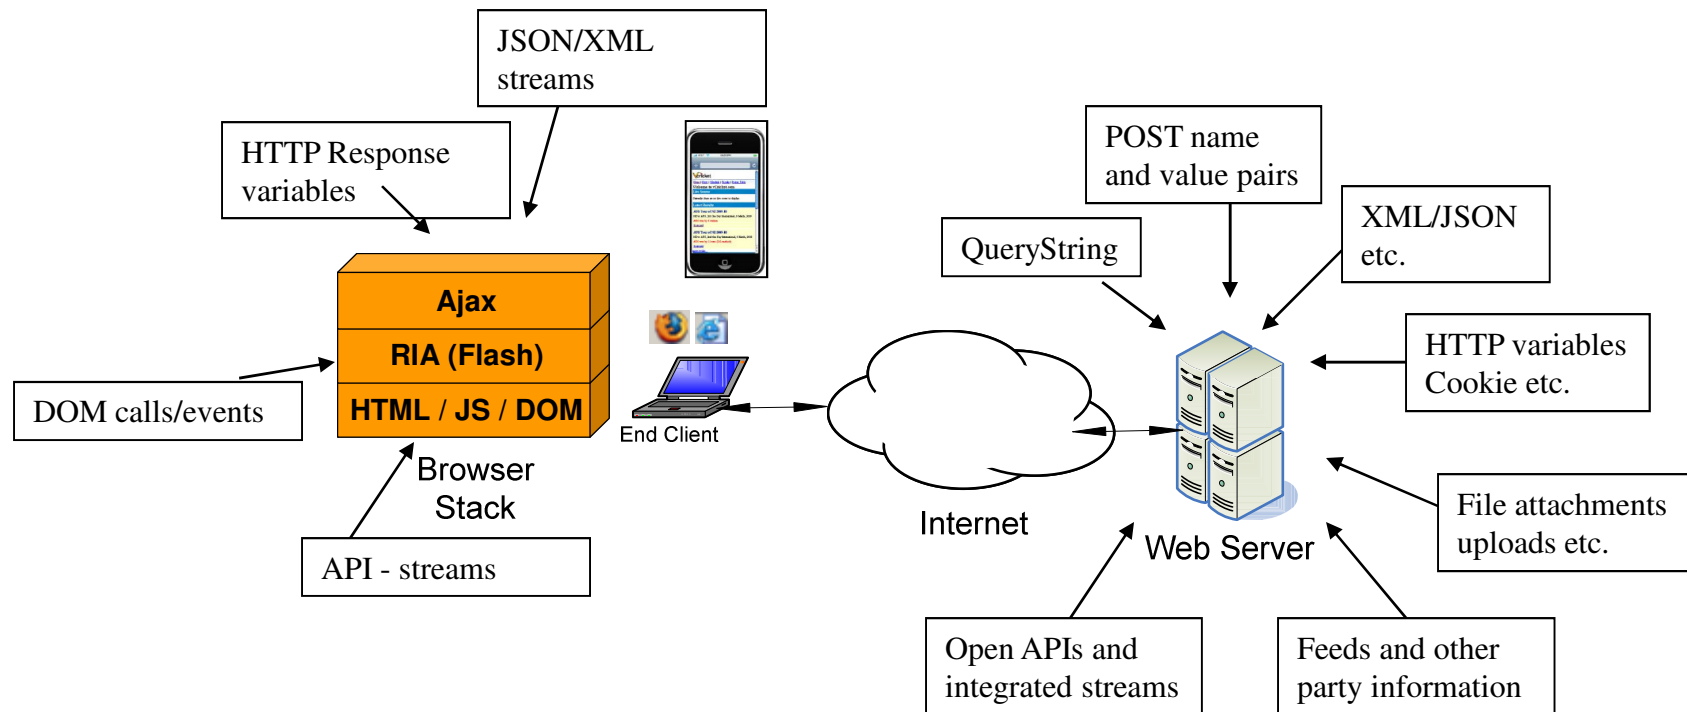 JSON/XML
streams
HTTP Response
variables
POST name
and value pairs
XML/JSON
etc.
QueryString
Ajax
RIA (Flash)
HTML / JS / DOM
HTTP variables
Cookie etc.
DOM calls/events
End Client
Browser
Stack
Internet
Web Server
File attachments
uploads etc.
API - streams
Open APIs and
integrated streams
Feeds and other
party information